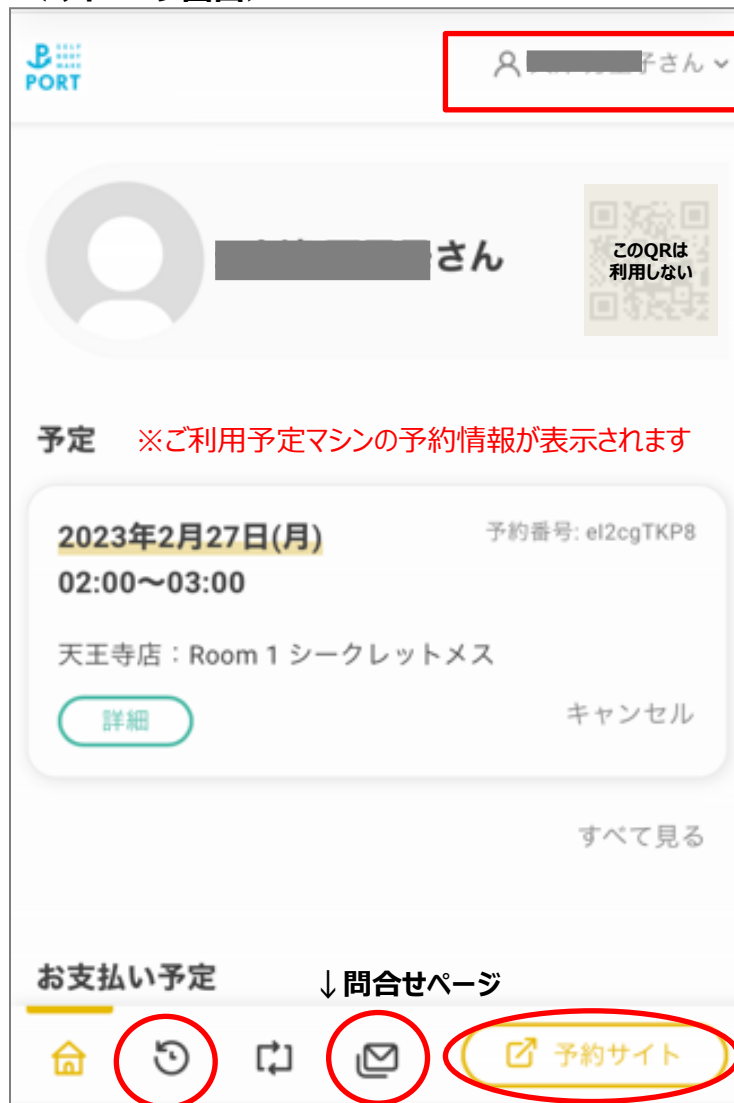 SELF
BODY
MAKE
PORT
子さん
さん
このQRは
利用しない
予定 ※ご利用予定マシンの予約情報が表示されます
2023年2月27日(月) 予約番号: eI2cgTKP8
02:00〜03:00
天王寺店：Room 1 シークレットメス
詳細 キャンセル
すべて見る
お支払い予定 ↓問合せページ
予約サイト